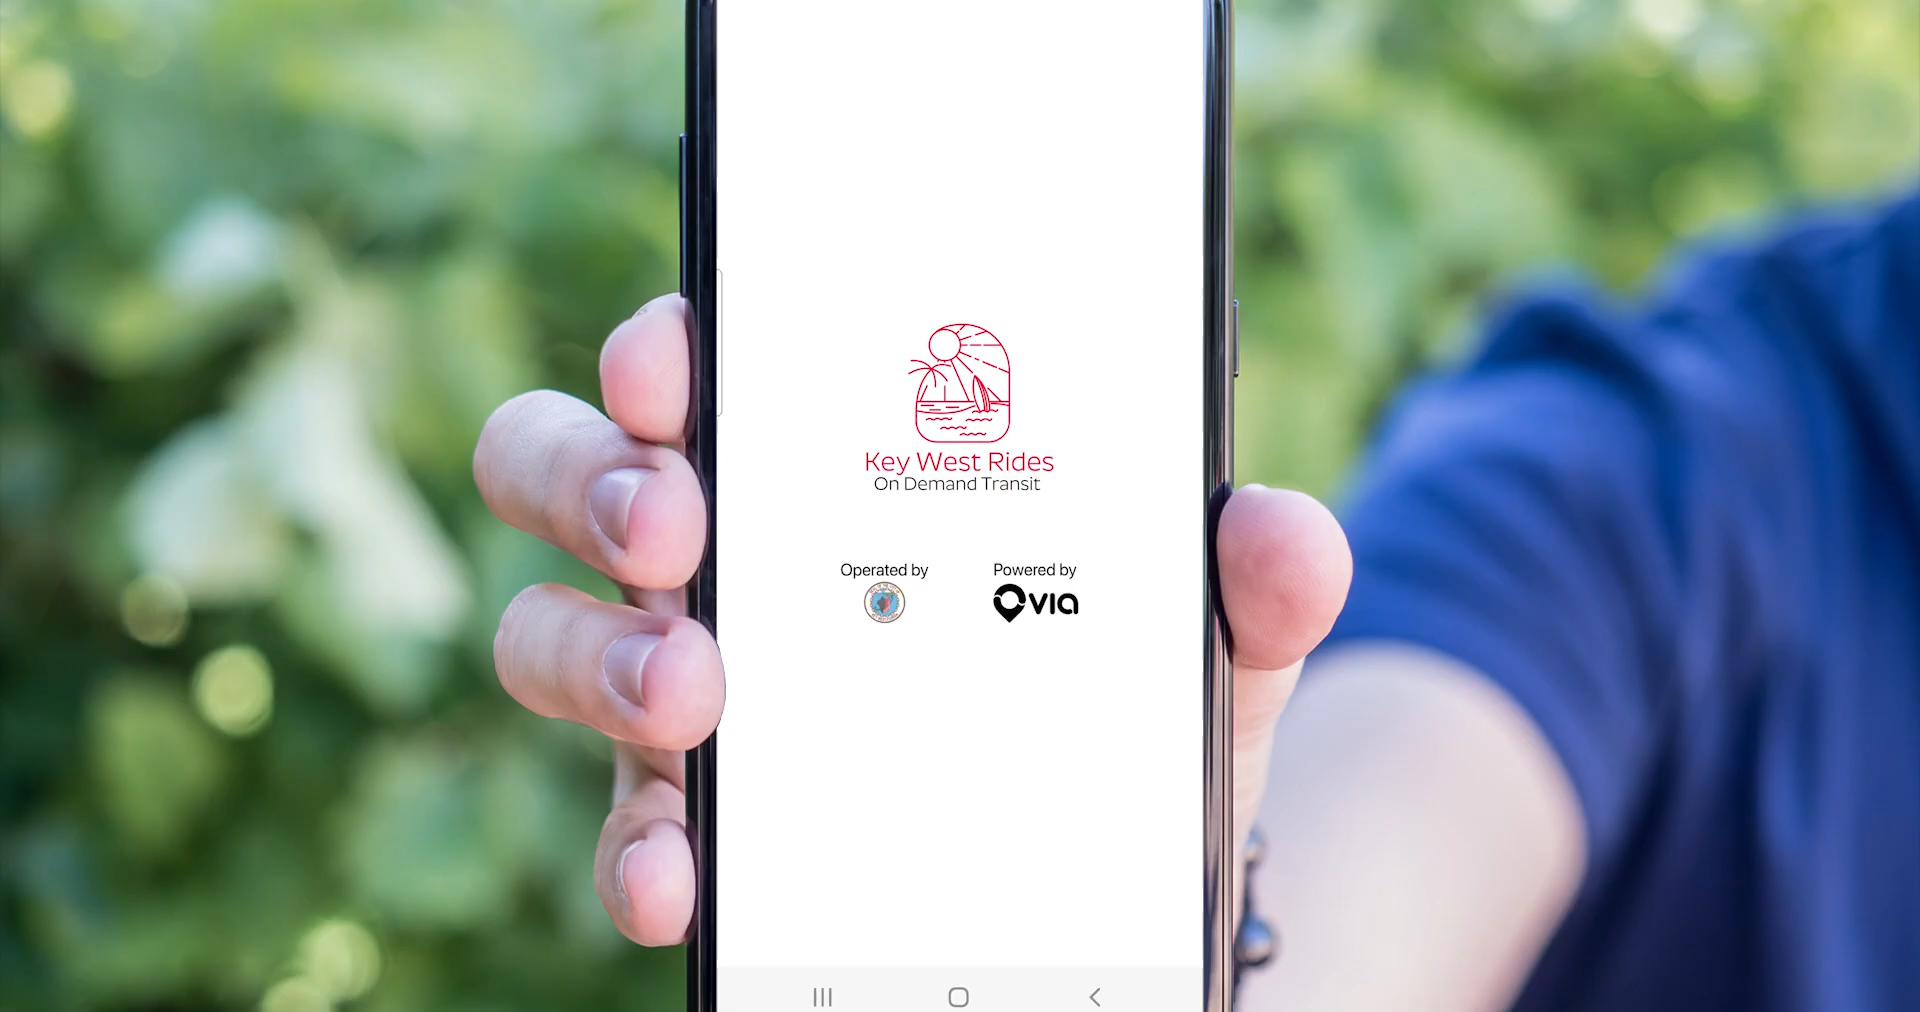 Key West Rides
On Demand Transit
Operated by
Powered by
via